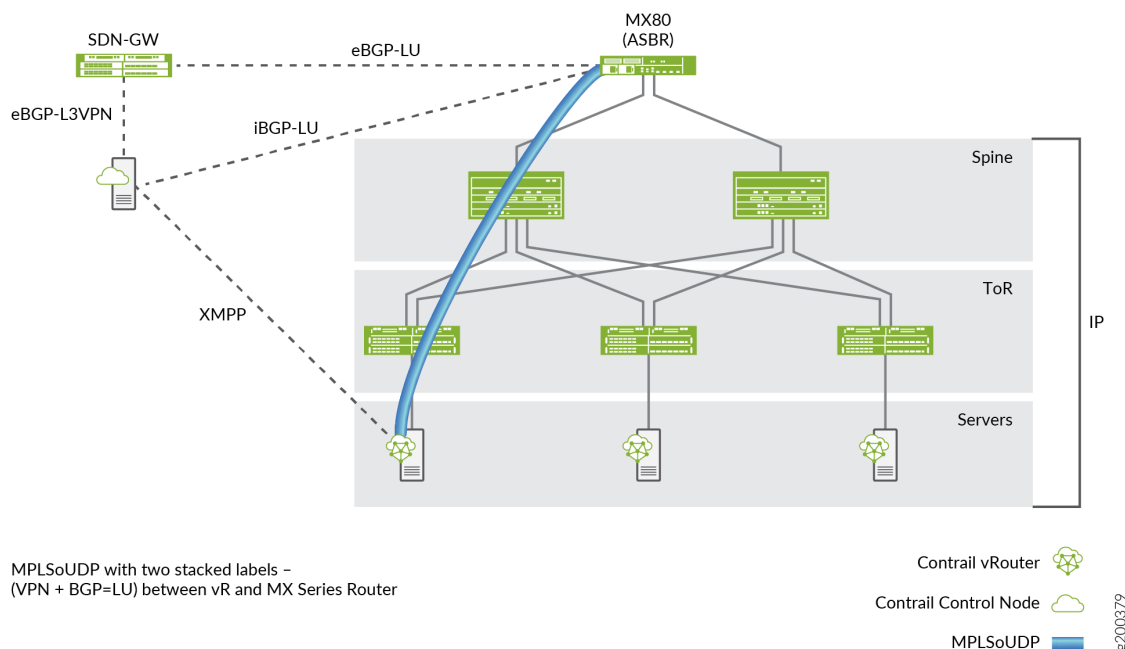 MX80
(ASBR)
SDN-GW
eBGP-LU
eBGP-L3VPN
iBGP-LU
Spine
ToR
XMPP
IP
Servers
MPLSoUDP with two stacked labels –
(VPN + BGP=LU) between vR and MX Series Router
Contrail vRouter
Contrail Control Node
MPLSoUDP
g200379